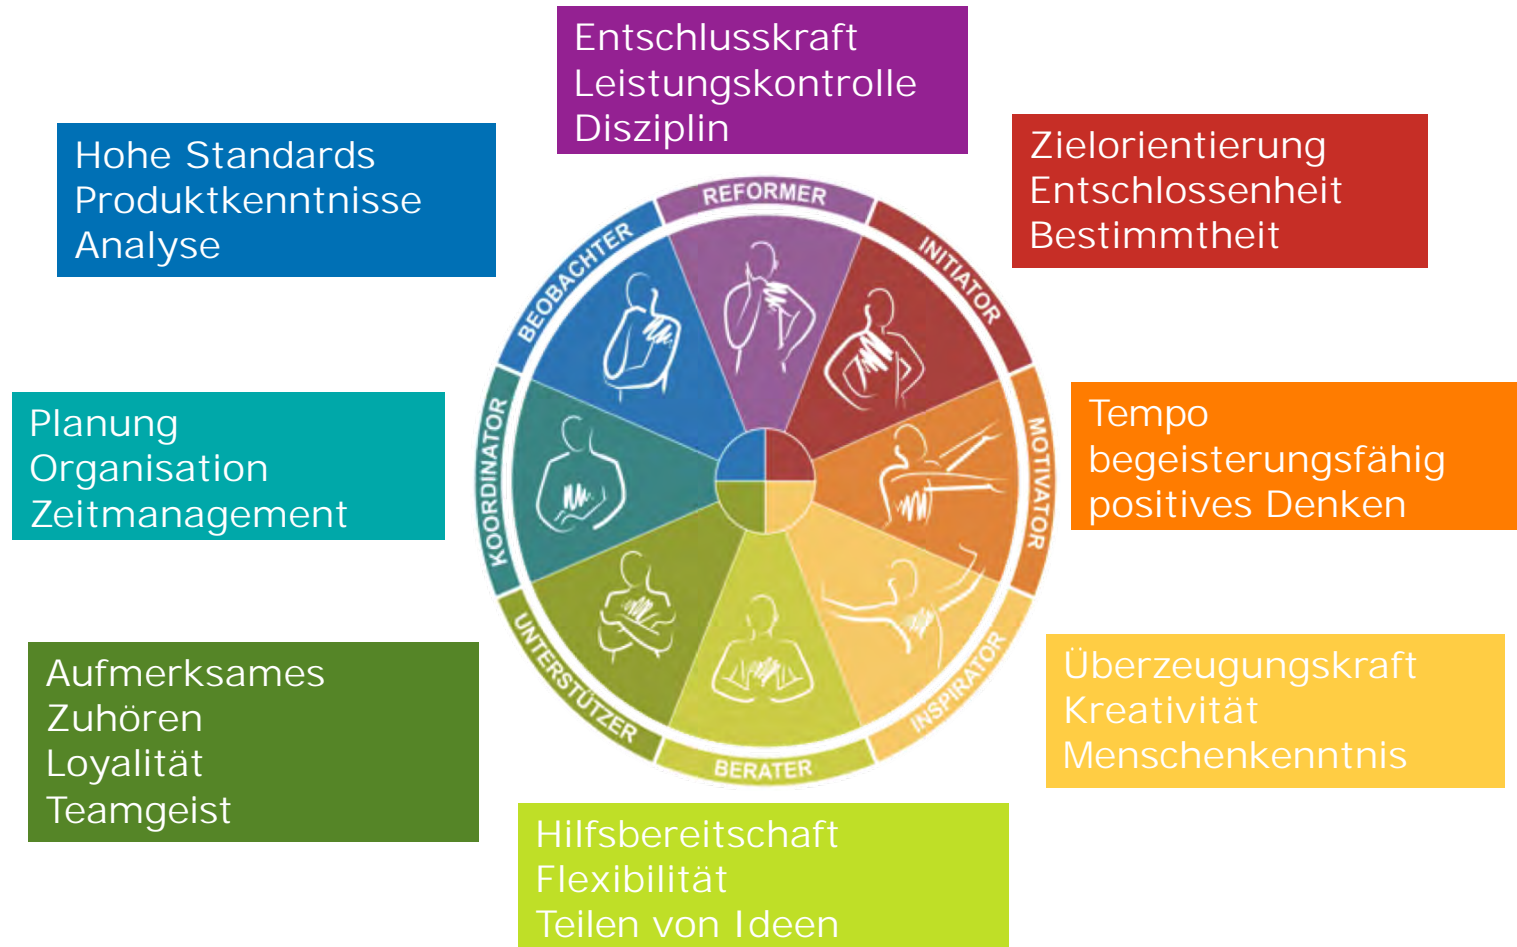 Entschlusskraft
Leistungskontrolle
Disziplin
Hohe Standards
Produktkenntnisse
Analyse
Zielorientierung
Entschlossenheit
Bestimmtheit
REFORMER
BEOBACHTER
INITIATOR
Planung
Organisation
Zeitmanagement
KOORDINATOR
MOTIVATOR
Tempo
begeisterungsfähig
positives Denken
Aufmerksames
Zuhören
Loyalität
Teamgeist
UNTERSTÜTZER
BERATER
INSPIRATOR
Überzeugungskraft
Kreativität
Menschenkenntnis
Hilfsbereitschaft
Flexibilität
Teilen von Ideen